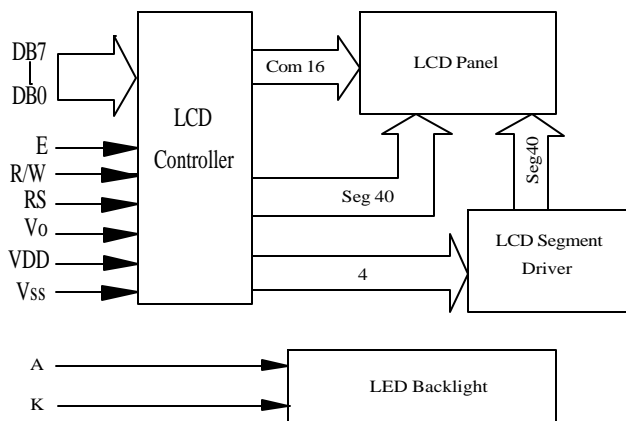 DB7
DB0
E
R/W
RS
Vo
VDD
Vss
LCD
Controller
Com 16
LCD Panel
Seg 40
Seg40
4
LCD Segment
Driver
A
K
LED Backlight